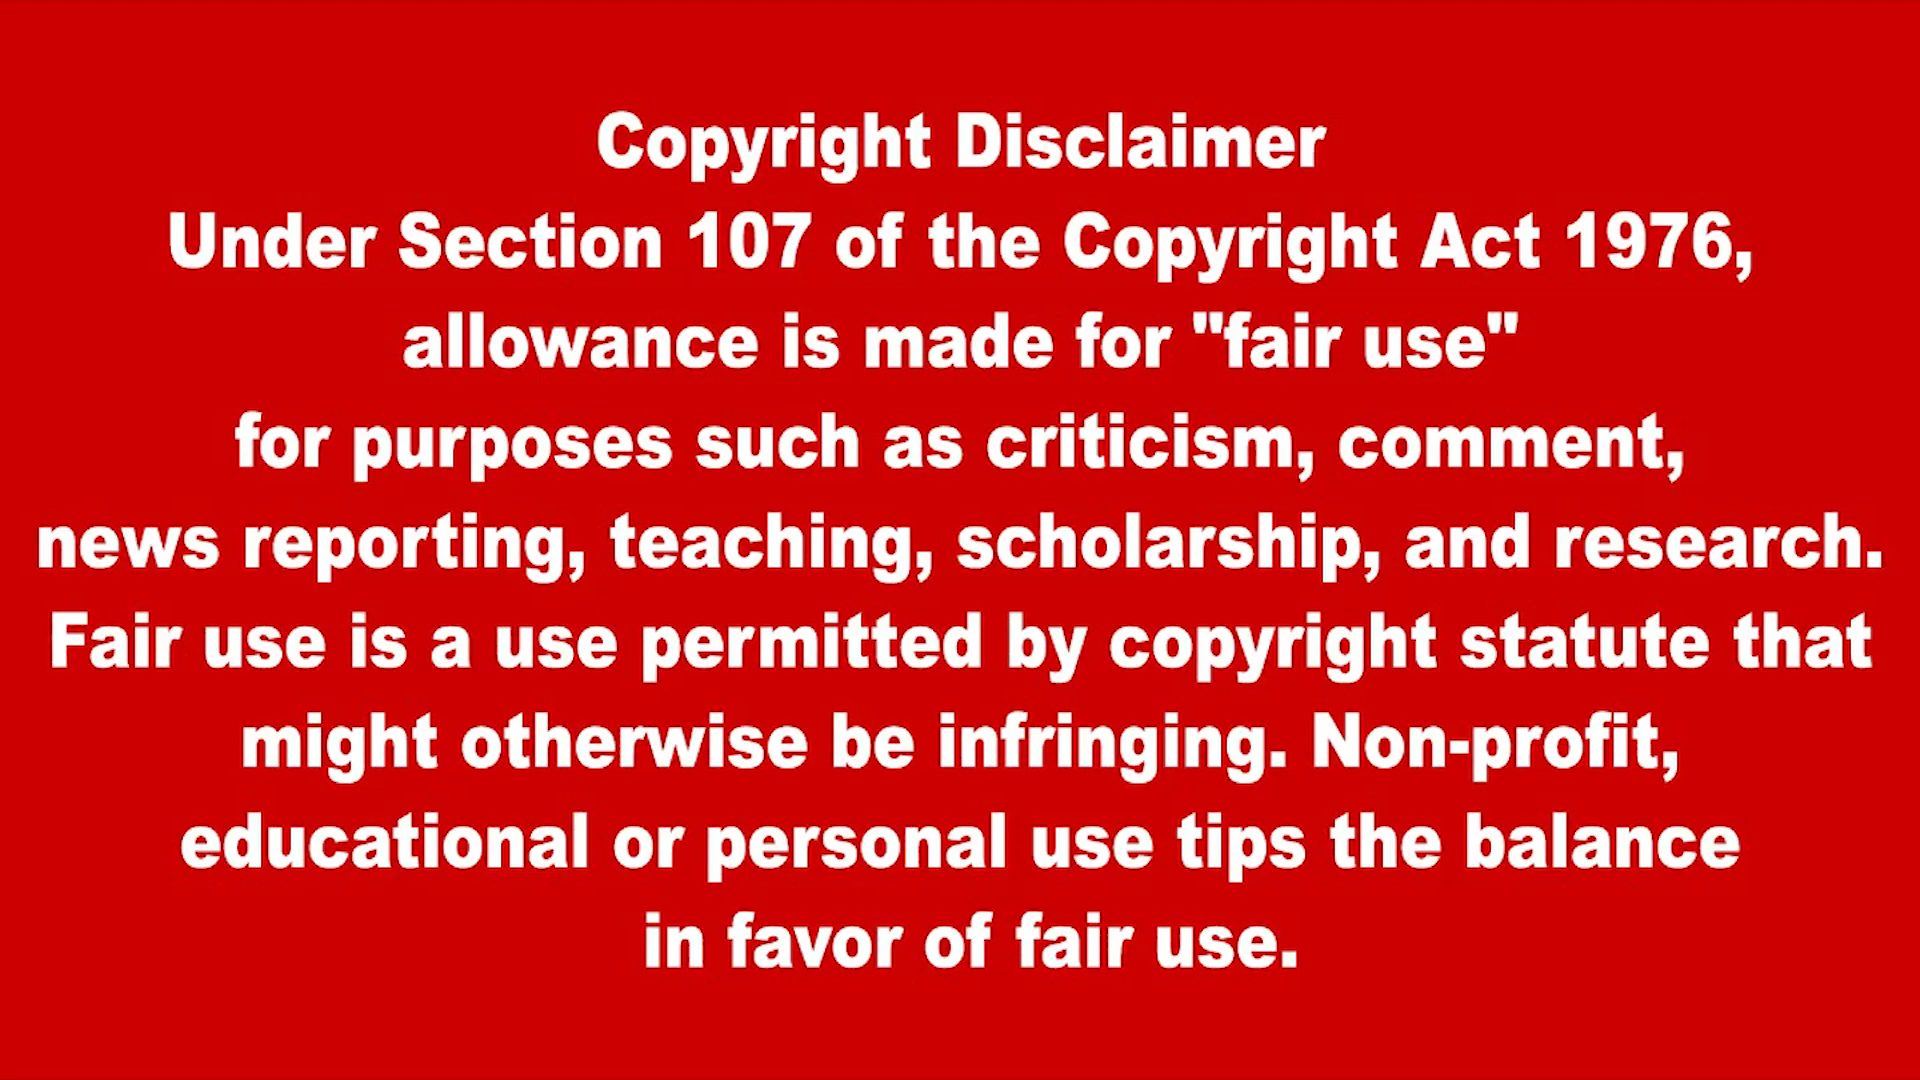 Copyright Disclaimer
Under Section 107 of the Copyright Act 1976,
allowance is made for "fair use"
for purposes such as criticism, comment,
news reporting, teaching, scholarship, and research.
Fair use is a use permitted by copyright statute that
might otherwise be infringing. Non-profit,
educational or personal use tips the balance
in favor of fair use.